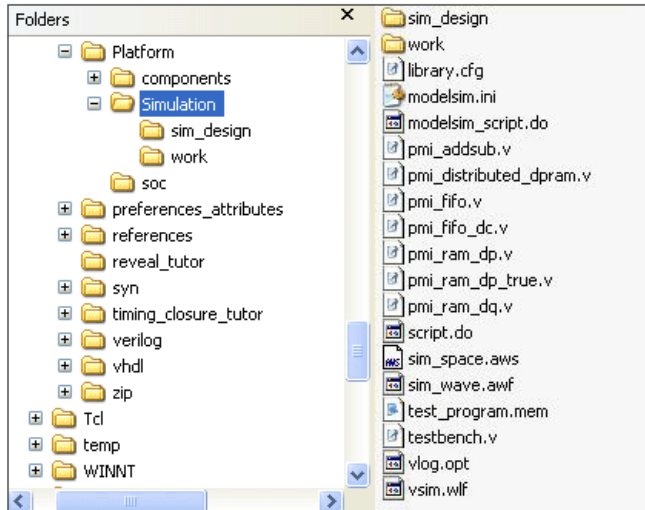 Folders
Platform
components
Simulation
sim_design
work
soc
preferences_attributes
references
reveal_tutor
syn
timing_closure_tutor
verilog
vhdl
zip
Tcl
temp
WINNT
sim_design
work
library.cfg
modelsim.ini
modelsim_script.do
pmi_addsub.v
pmi_distributed_dpram.v
pmi_fifo.v
pmi_fifo_dc.v
pmi_ram_dp.v
pmi_ram_dp_true.v
pmi_ram_dq.v
script.do
sim_space.aws
sim_wave.awf
test_program.mem
testbench.v
vlog.opt
vsim.wlf